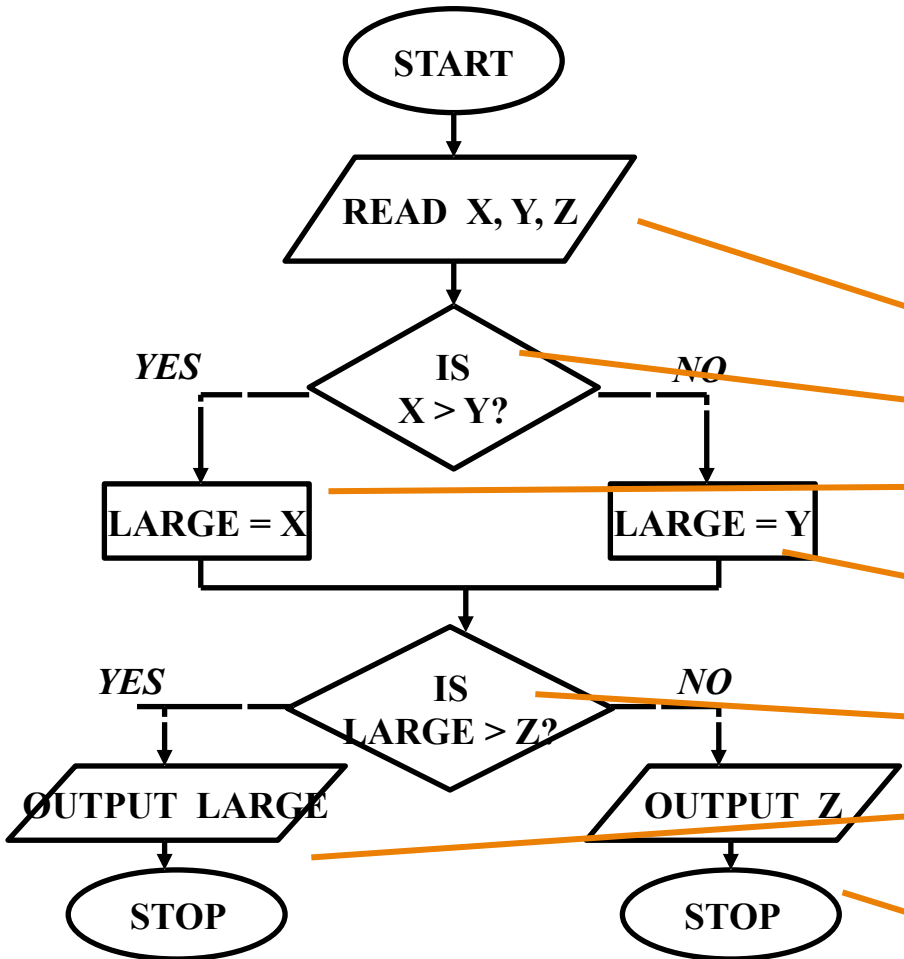 START
READ X, Y, Z
YES
IS
X > Y?
NO
LARGE = X
LARGE = Y
YES
IS
LARGE > Z?
NO
OUTPUT LARGE
OUTPUT Z
STOP
STOP